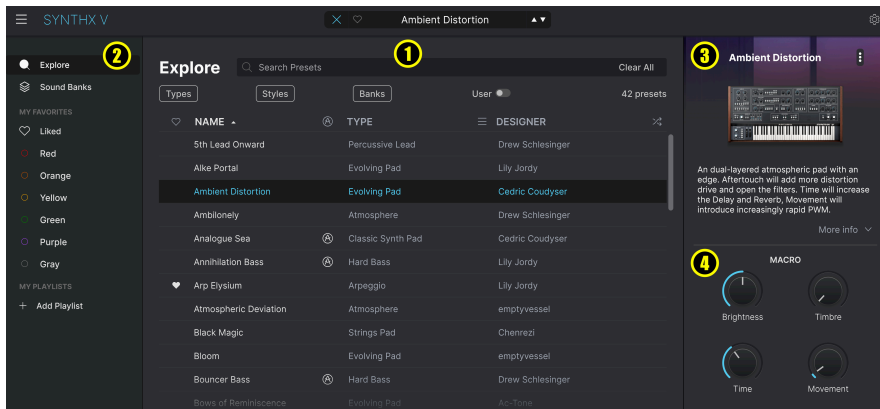 SYNTHX V
Ambient Distortion
1
2
3
4
Explore
Sound Banks
MY FAVORITES
Liked
Red
Orange
Yellow
Green
Purple
Gray
MY PLAYLISTS
+ Add Playlist
Explore
Search Presets
Clear All
Types
Styles
Banks
User
42 presets
NAME TYPE DESIGNER
5th Lead Onward Percussive Lead Drew Schlesinger
Alke Portal Evolving Pad Lily Jordy
Ambient Distortion Evolving Pad Cedric Coudyser
Ambilonely Atmosphere Drew Schlesinger
Analogue Sea Classic Synth Pad Cedric Coudyser
Annihilation Bass Hard Bass Lily Jordy
Arp Elysium Arpeggio Lily Jordy
Atmospheric Deviation Atmosphere emptyvessel
Black Magic Strings Pad Chenrezi
Bloom Evolving Pad emptyvessel
Bouncer Bass Hard Bass Drew Schlesinger
Bows of Reminiscence Evolving Pad Ac-Tone
Ambient Distortion
An dual-layered atmospheric pad with an
edge. Aftertouch will add more distortion
drive and open the filters. Time will increase
the Delay and Reverb, Movement will
introduce increasingly rapid PWM.
More info
MACRO
Brightness
Timbre
Time
Movement